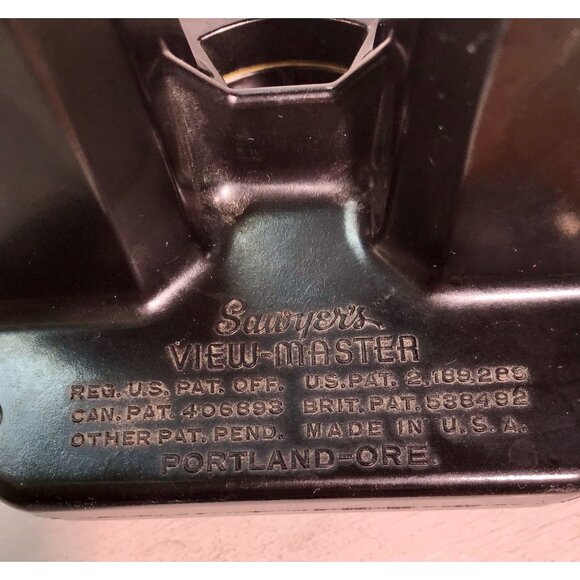 Sawyer's
VIEW-MASTER
REG. U.S. PAT. OFF. U.S. PAT. 2,189,285
CAN. PAT. 406693 BRIT. PAT. 538492
OTHER PAT. PEND. MADE IN U.S.A.
PORTLAND-ORE.